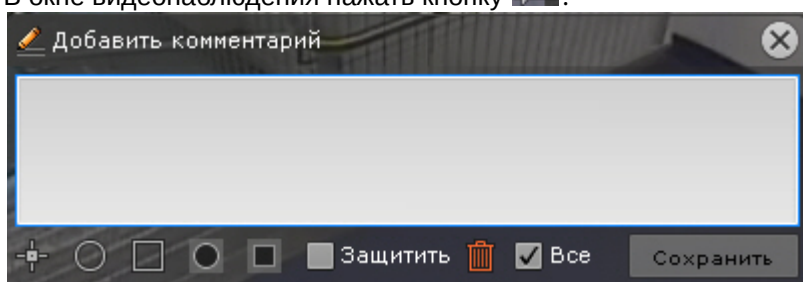 В окне видеонаблюдения нажать кнопку .
Добавить комментарий
Защитить Все Сохранить